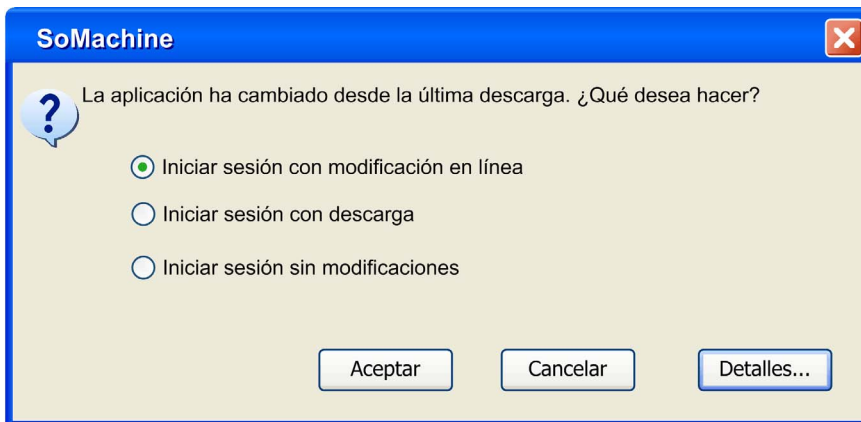 SoMachine
La aplicación ha cambiado desde la última descarga. ¿Qué desea hacer?
Iniciar sesión con modificación en línea
Iniciar sesión con descarga
Iniciar sesión sin modificaciones
Aceptar Cancelar Detalles...